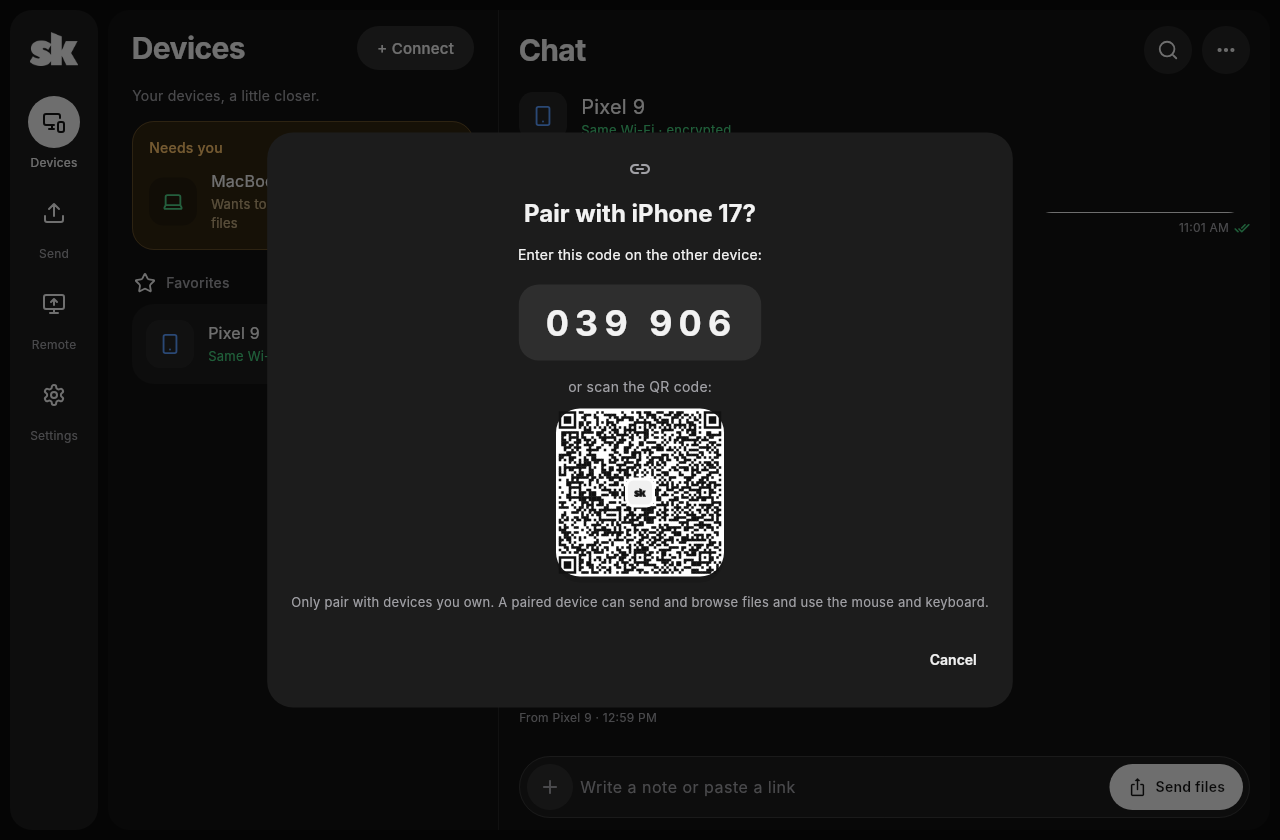 sk
Devices
Send
Remote
Settings
Devices
+ Connect
Your devices, a little closer.
Needs you
Wants to
files
Favorites
Pixel 9
Chat
Pixel 9
Same Wi-Fi · encrypted
11:01 AM
Pair with iPhone 17?
Enter this code on the other device:
039 906
or scan the QR code:
sk
Only pair with devices you own. A paired device can send and browse files and use the mouse and keyboard.
Cancel
From Pixel 9 · 12:59 PM
Write a note or paste a link
Send files